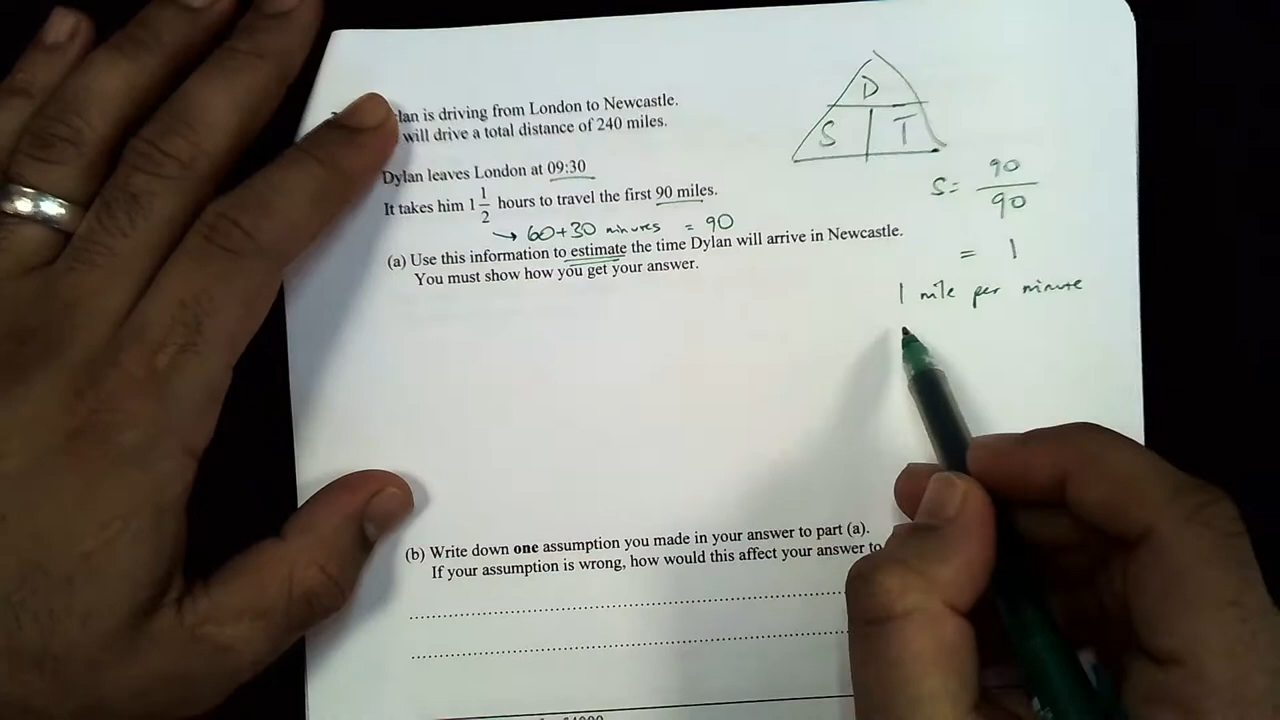 is driving from London to Newcastle.
will drive a total distance of 240 miles.
Dylan leaves London at 09:30
It takes him 1 1/2 hours to travel the first 90 miles.
→ 60+30 minutes = 90
(a) Use this information to estimate the time Dylan will arrive in Newcastle.
You must show how you get your answer.
D
S T
S= 90/90
= 1
1 mile per minute
(b) Write down one assumption you made in your answer to part (a).
If your assumption is wrong, how would this affect your answer to